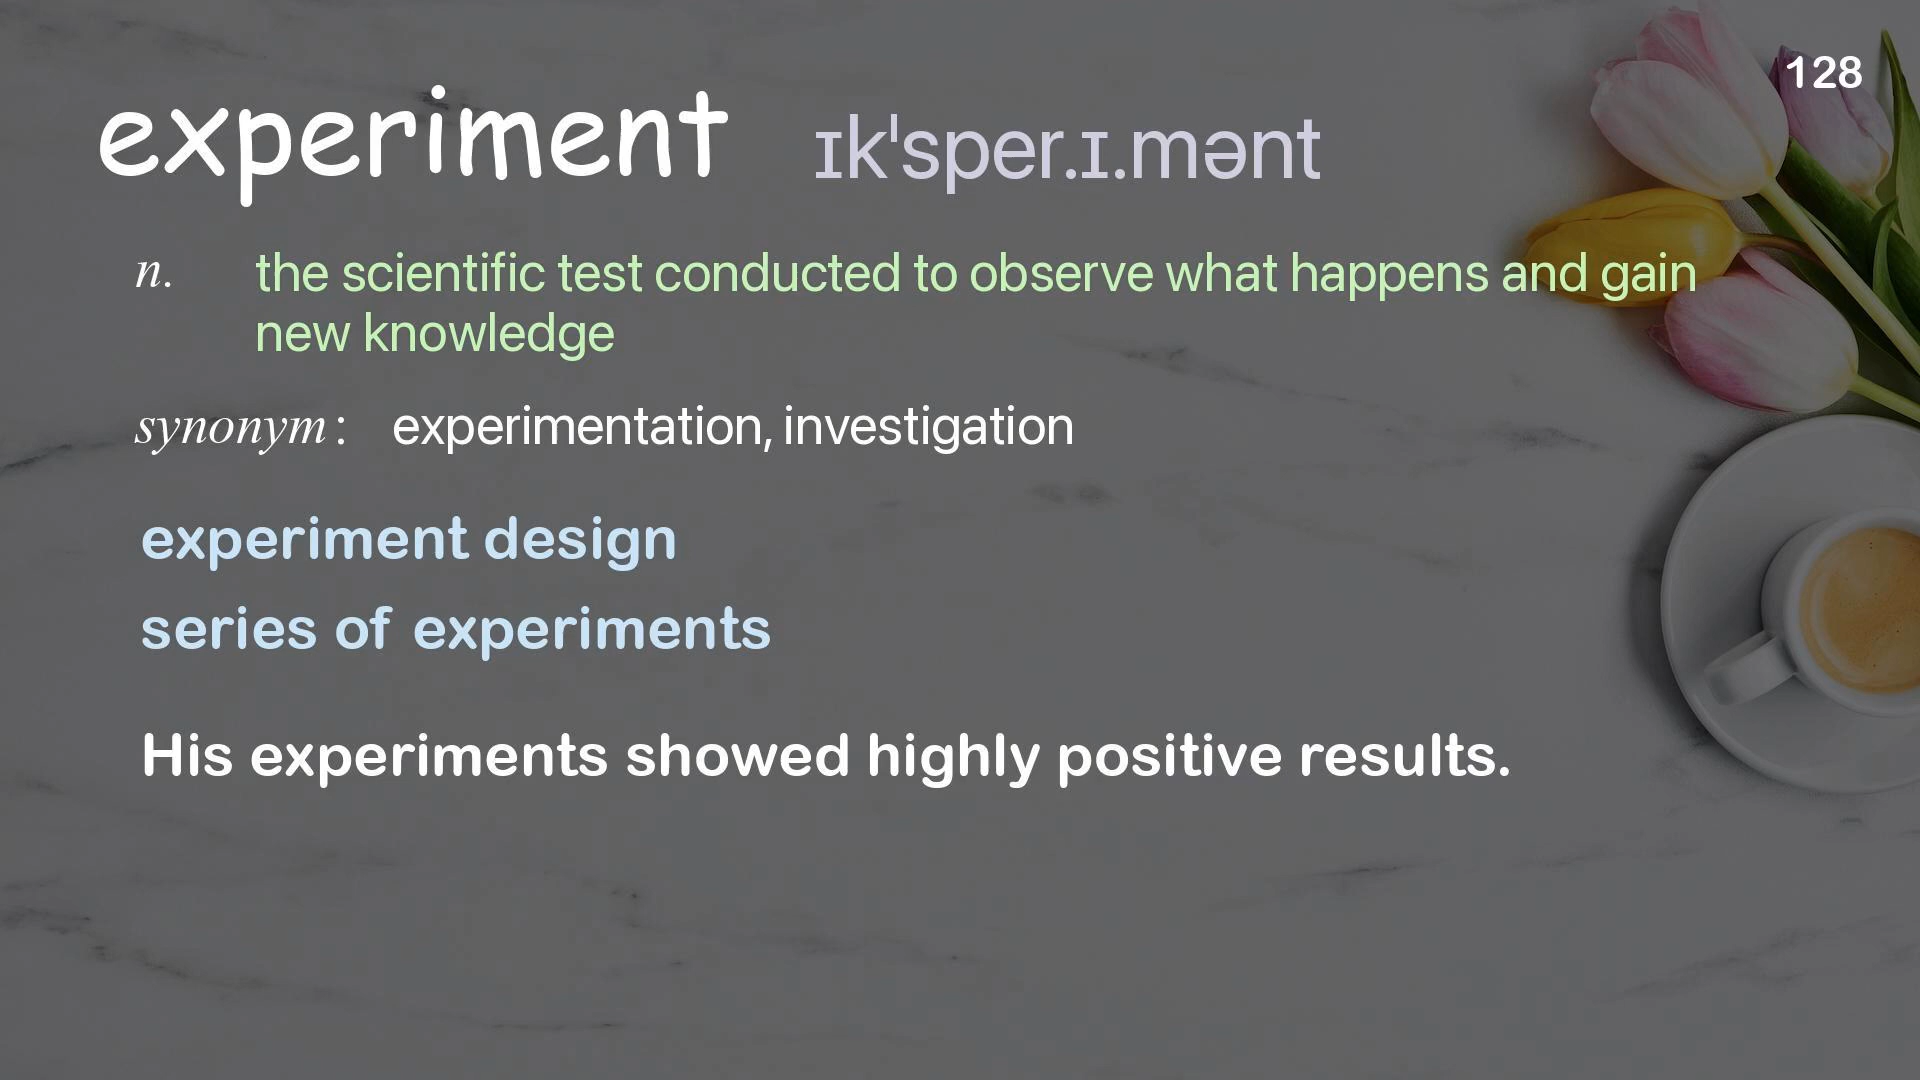 128
experiment ɪkˈsper.ɪ.mənt
n. the scientific test conducted to observe what happens and gain
new knowledge
synonym : experimentation, investigation
experiment design
series of experiments
His experiments showed highly positive results.